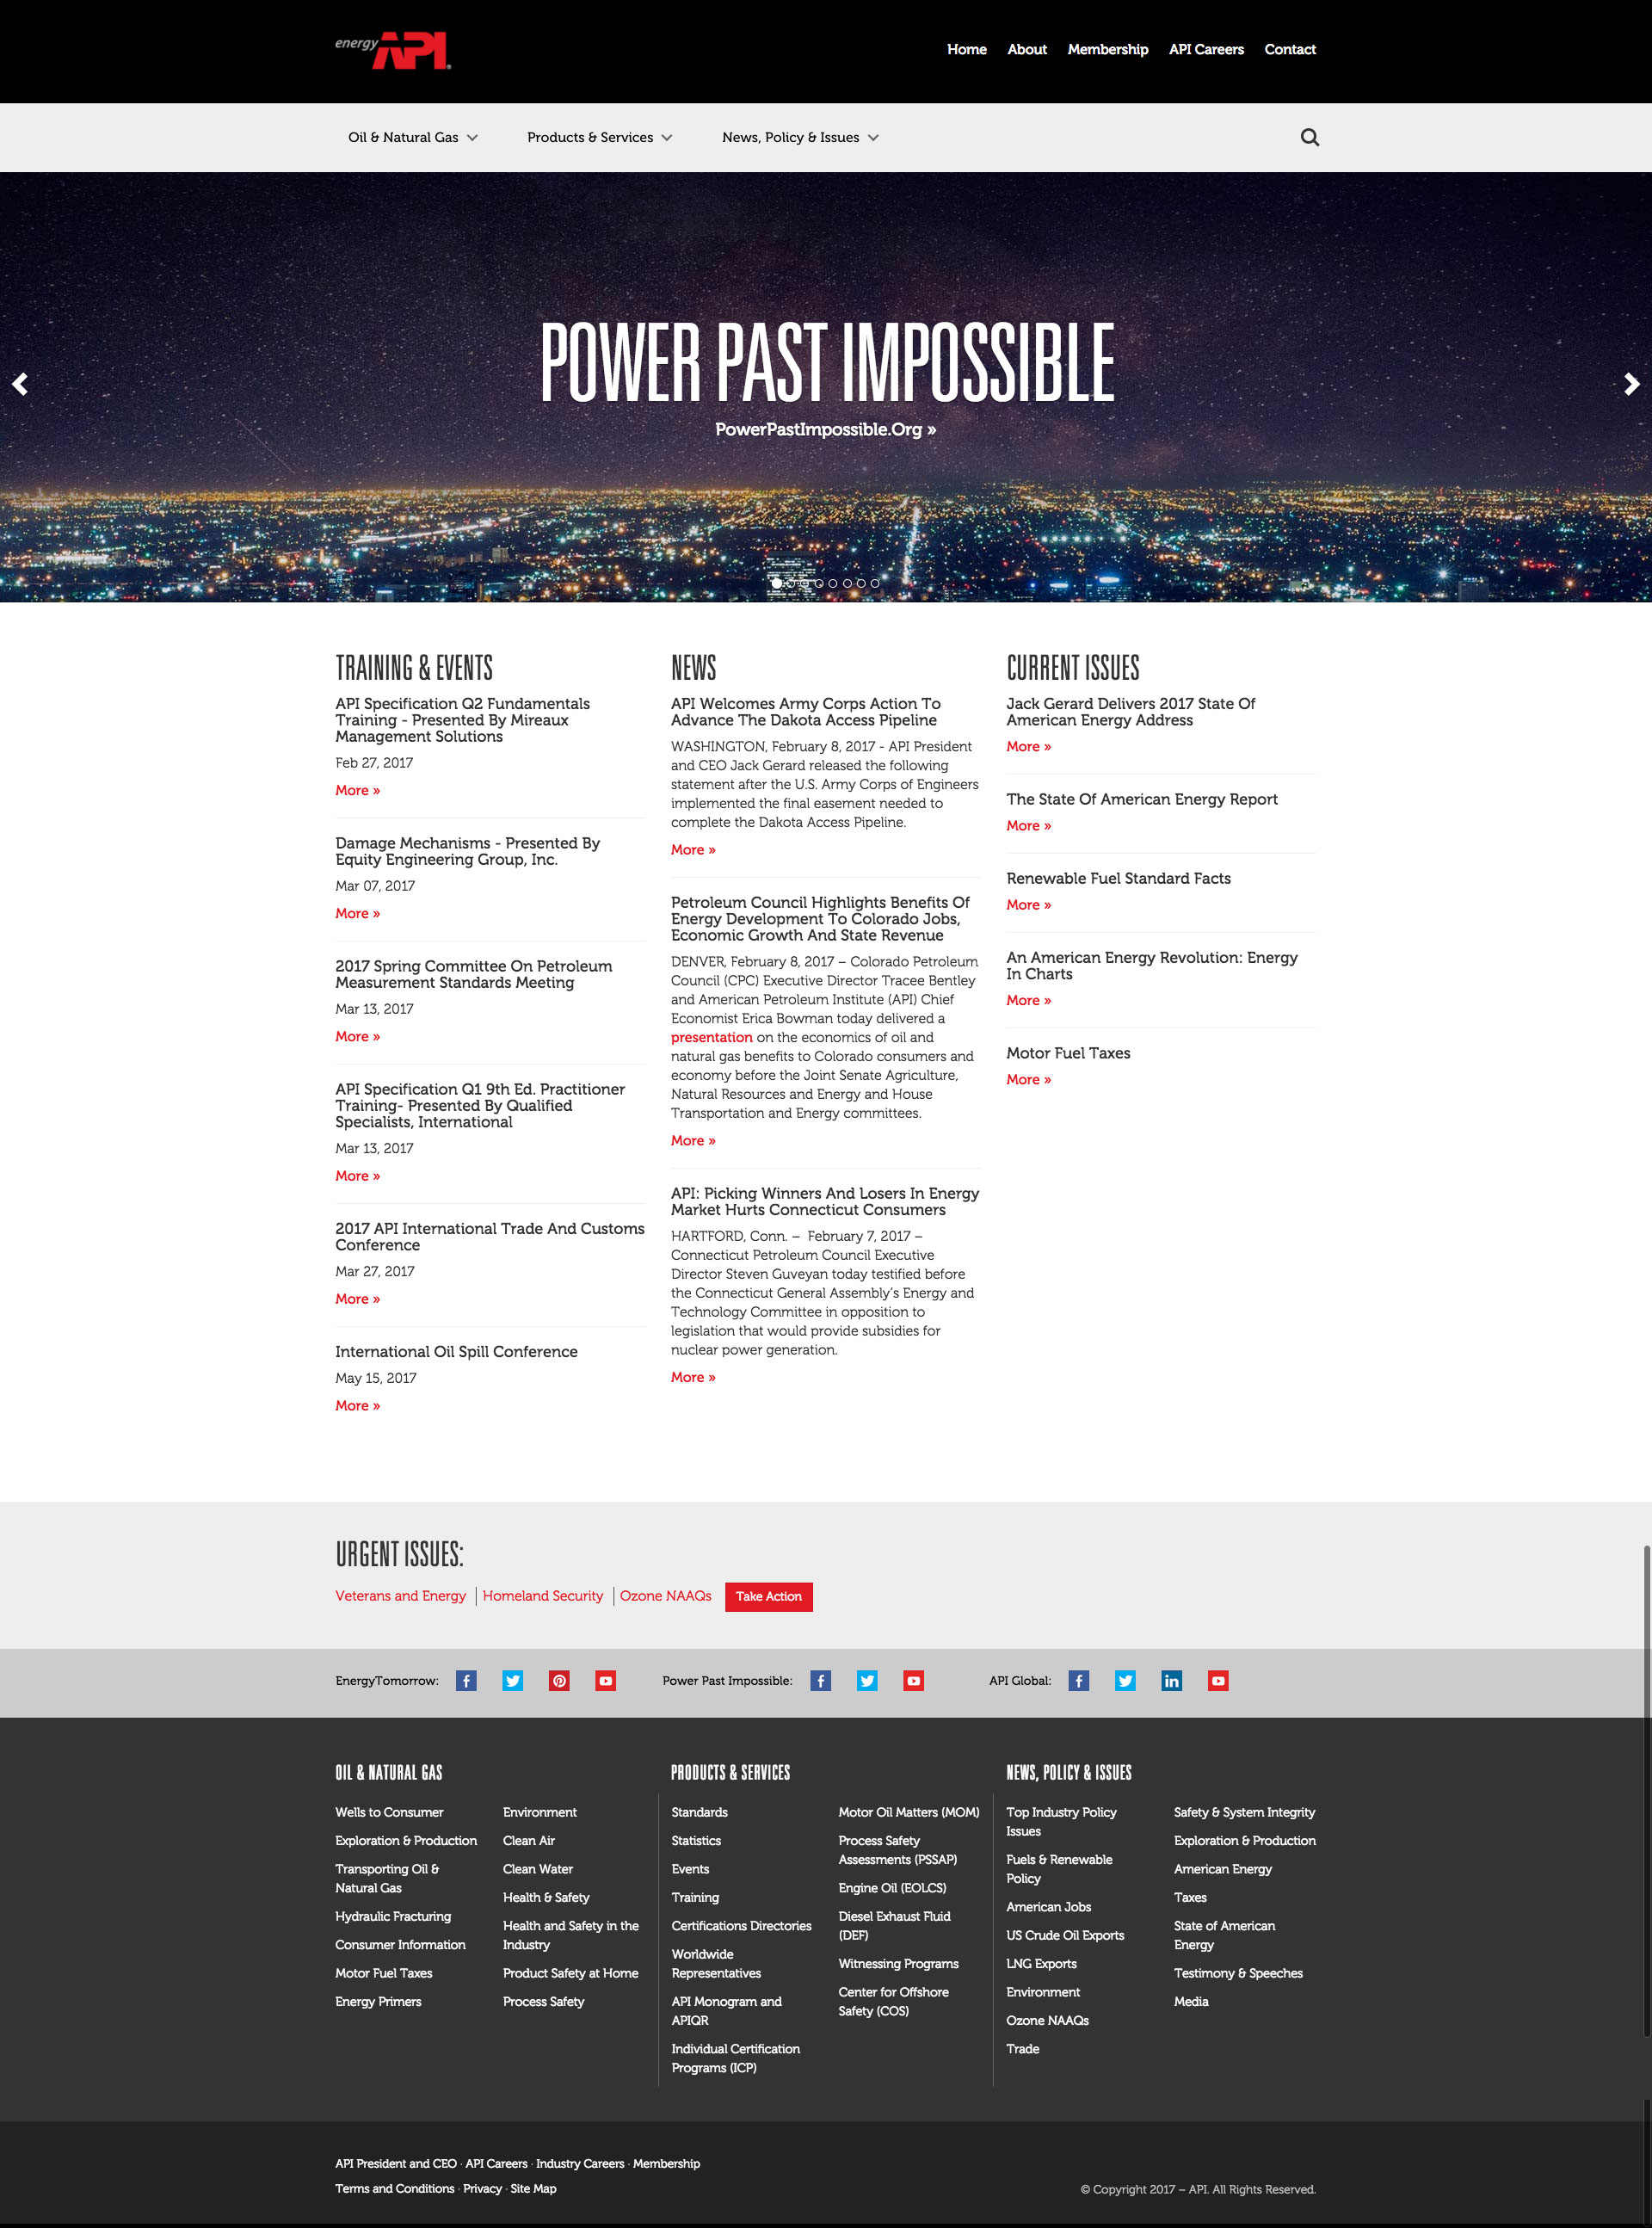 energy API
Home About Membership API Careers Contact
Oil & Natural Gas Products & Services News, Policy & Issues
POWER PAST IMPOSSIBLE
PowerPastImpossible.Org »
TRAINING & EVENTS
API Specification Q2 Fundamentals
Training - Presented By Mireaux
Management Solutions
Feb 27, 2017
More »
Damage Mechanisms - Presented By
Equity Engineering Group, Inc.
Mar 07, 2017
More »
2017 Spring Committee On Petroleum
Measurement Standards Meeting
Mar 13, 2017
More »
API Specification Q1 9th Ed. Practitioner
Training- Presented By Qualified
Specialists, International
Mar 13, 2017
More »
2017 API International Trade And Customs
Conference
Mar 27, 2017
More »
International Oil Spill Conference
May 15, 2017
More »
NEWS
API Welcomes Army Corps Action To
Advance The Dakota Access Pipeline
WASHINGTON, February 8, 2017 - API President
and CEO Jack Gerard released the following
statement after the U.S. Army Corps of Engineers
implemented the final easement needed to
complete the Dakota Access Pipeline.
More »
Petroleum Council Highlights Benefits Of
Energy Development To Colorado Jobs,
Economic Growth And State Revenue
DENVER, February 8, 2017 – Colorado Petroleum
Council (CPC) Executive Director Tracee Bentley
and American Petroleum Institute (API) Chief
Economist Erica Bowman today delivered a
presentation on the economics of oil and
natural gas benefits to Colorado consumers and
economy before the Joint Senate Agriculture,
Natural Resources and Energy and House
Transportation and Energy committees.
More »
API: Picking Winners And Losers In Energy
Market Hurts Connecticut Consumers
HARTFORD, Conn. – February 7, 2017 –
Connecticut Petroleum Council Executive
Director Steven Guveyan today testified before
the Connecticut General Assembly's Energy and
Technology Committee in opposition to
legislation that would provide subsidies for
nuclear power generation.
More »
CURRENT ISSUES
Jack Gerard Delivers 2017 State Of
American Energy Address
More »
The State Of American Energy Report
More »
Renewable Fuel Standard Facts
More »
An American Energy Revolution: Energy
In Charts
More »
Motor Fuel Taxes
More »
URGENT ISSUES:
Veterans and Energy Homeland Security Ozone NAAQs Take Action
EnergyTomorrow: Power Past Impossible: API Global:
OIL & NATURAL GAS
Wells to Consumer
Exploration & Production
Transporting Oil &
Natural Gas
Hydraulic Fracturing
Consumer Information
Motor Fuel Taxes
Energy Primers
Environment
Clean Air
Clean Water
Health & Safety
Health and Safety in the
Industry
Product Safety at Home
Process Safety
PRODUCTS & SERVICES
Standards
Statistics
Events
Training
Certifications Directories
Worldwide
Representatives
API Monogram and
APIQR
Individual Certification
Programs (ICP)
Motor Oil Matters (MOM)
Process Safety
Assessments (PSSAP)
Engine Oil (EOLCS)
Diesel Exhaust Fluid
(DEF)
Witnessing Programs
Center for Offshore
Safety (COS)
NEWS, POLICY & ISSUES
Top Industry Policy
Issues
Fuels & Renewable
Policy
American Jobs
US Crude Oil Exports
LNG Exports
Environment
Ozone NAAQs
Trade
Safety & System Integrity
Exploration & Production
American Energy
Taxes
State of American
Energy
Testimony & Speeches
Media
API President and CEO · API Careers · Industry Careers · Membership
Terms and Conditions · Privacy · Site Map
© Copyright 2017 – API. All Rights Reserved.